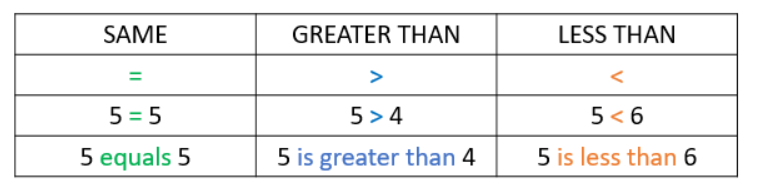 SAME GREATER THAN LESS THAN
= > <
5 = 5 5 > 4 5 < 6
5 equals 5 5 is greater than 4 5 is less than 6